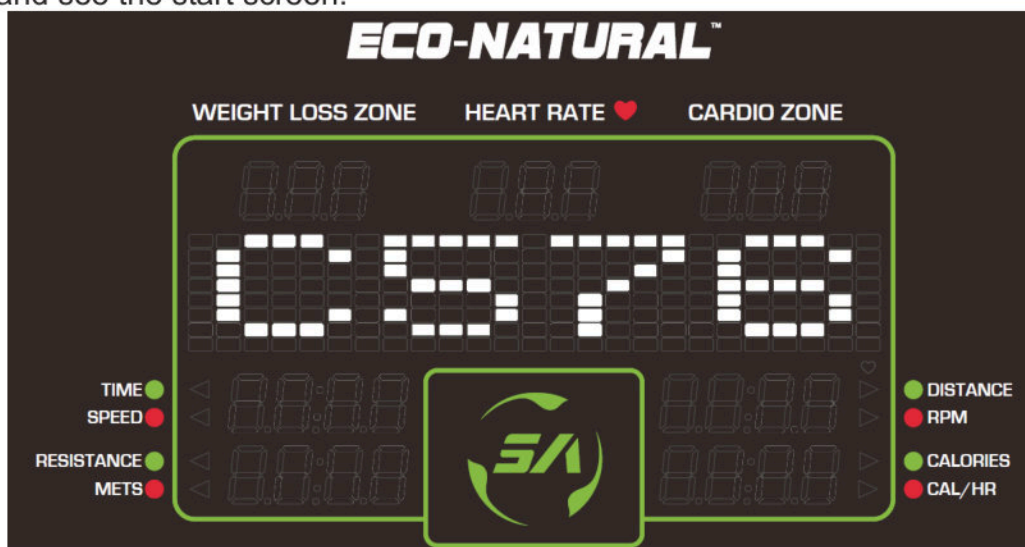 and see the start screen.
ECO-NATURAL™
WEIGHT LOSS ZONE HEART RATE CARDIO ZONE
C576
TIME DISTANCE
SPEED RPM
SA
RESISTANCE CALORIES
METS CAL/HR